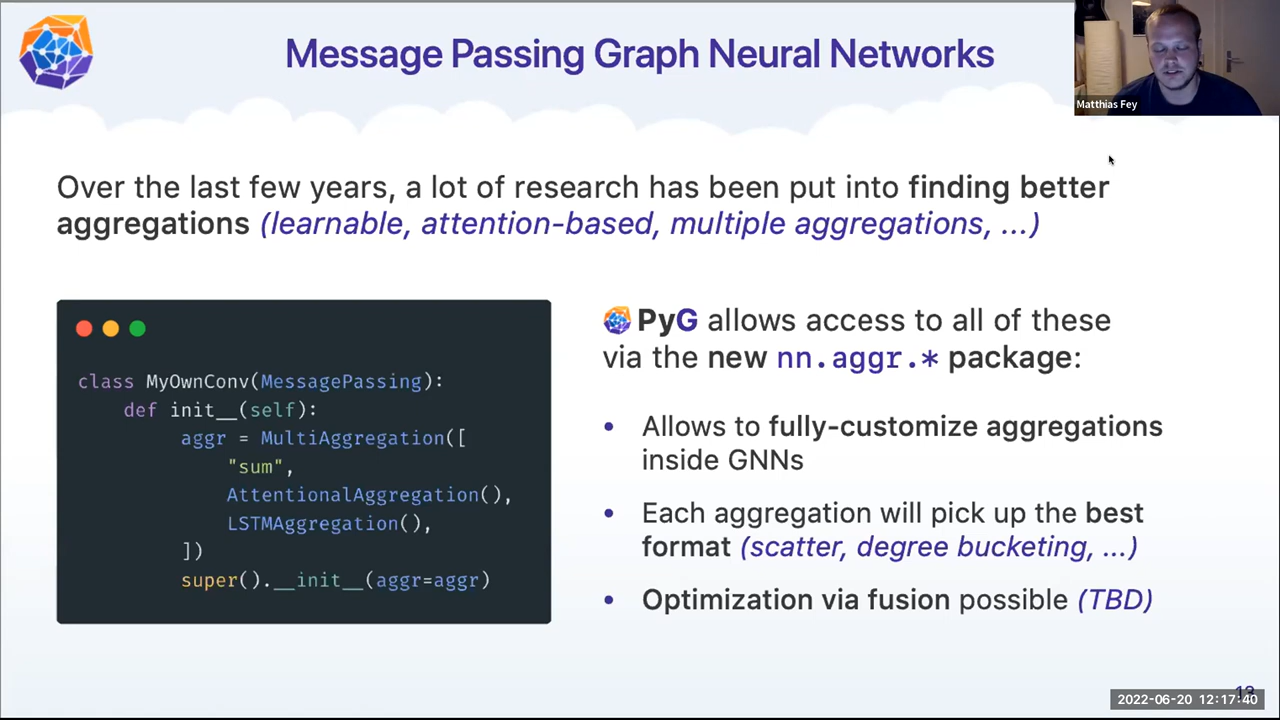 Message Passing Graph Neural Networks
Matthias Fey
Over the last few years, a lot of research has been put into finding better
aggregations (learnable, attention-based, multiple aggregations, ...)
class MyOwnConv(MessagePassing):
def init__(self):
aggr = MultiAggregation([
"sum",
AttentionalAggregation(),
LSTMAggregation(),
])
super().__init__(aggr=aggr)
PyG allows access to all of these
via the new nn.aggr.* package:
• Allows to fully-customize aggregations
inside GNNs
• Each aggregation will pick up the best
format (scatter, degree bucketing, ...)
• Optimization via fusion possible (TBD)
13
2022-06-20 12:17:40